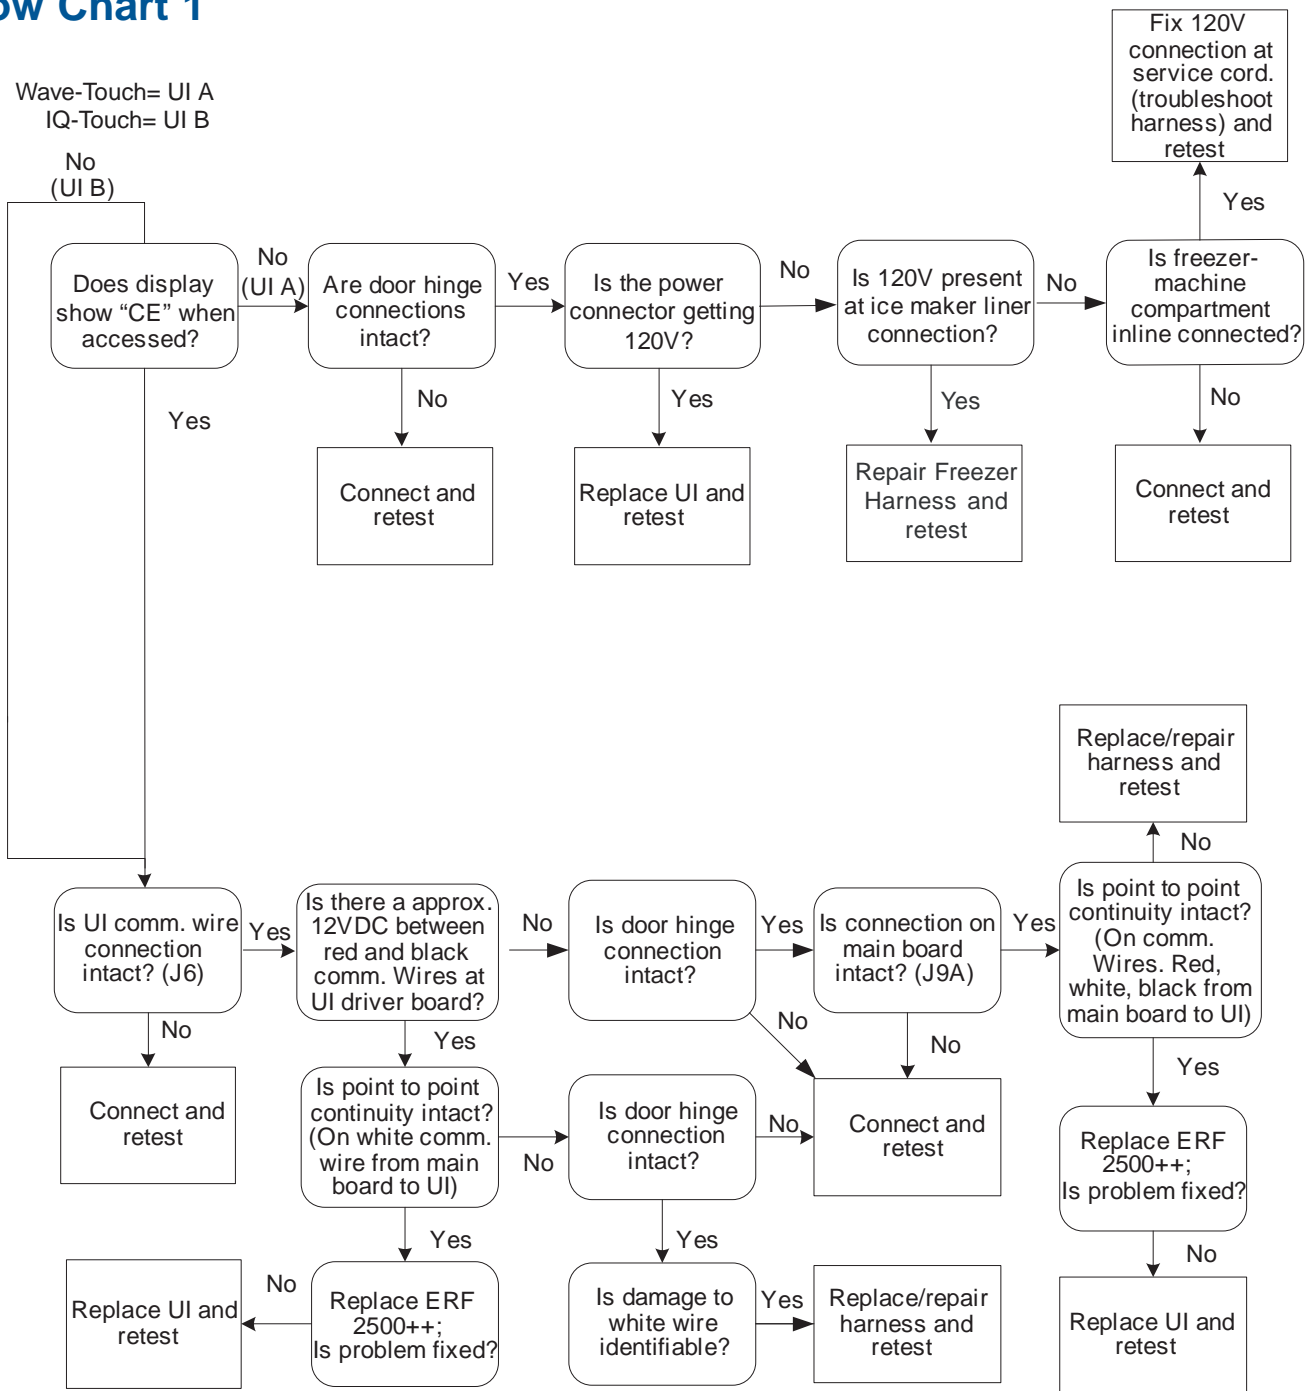 ow Chart 1
Wave-Touch= UI A
IQ-Touch= UI B
No
(UI B)
Fix 120V
connection at
service cord.
(troubleshoot
harness) and
retest
Yes
Does display
show “CE” when
accessed?
No
(UI A)
Are door hinge
connections
intact?
Yes
Is the power
connector getting
120V?
No
Is 120V present
at ice maker liner
connection?
No
Is freezer-
machine
compartment
inline connected?
Yes
No
Yes
Yes
No
Connect and
retest
Replace UI and
retest
Repair Freezer
Harness and
retest
Connect and
retest
Replace/repair
harness and
retest
No
Is UI comm. wire
connection
intact? (J6)
Yes
Is there a approx.
12VDC between
red and black
comm. Wires at
UI driver board?
No
Is door hinge
connection
intact?
Yes
Is connection on
main board
intact? (J9A)
Yes
Is point to point
continuity intact?
(On comm.
Wires. Red,
white, black from
main board to UI)
No
Yes
No
No
Yes
Connect and
retest
Is point to point
continuity intact?
(On white comm.
wire from main
board to UI)
No
Is door hinge
connection
intact?
No
Connect and
retest
Replace ERF
2500++;
Is problem fixed?
Yes
Yes
No
Replace UI and
retest
No
Replace ERF
2500++;
Is problem fixed?
Is damage to
white wire
identifiable?
Yes
Replace/repair
harness and
retest
Replace UI and
retest